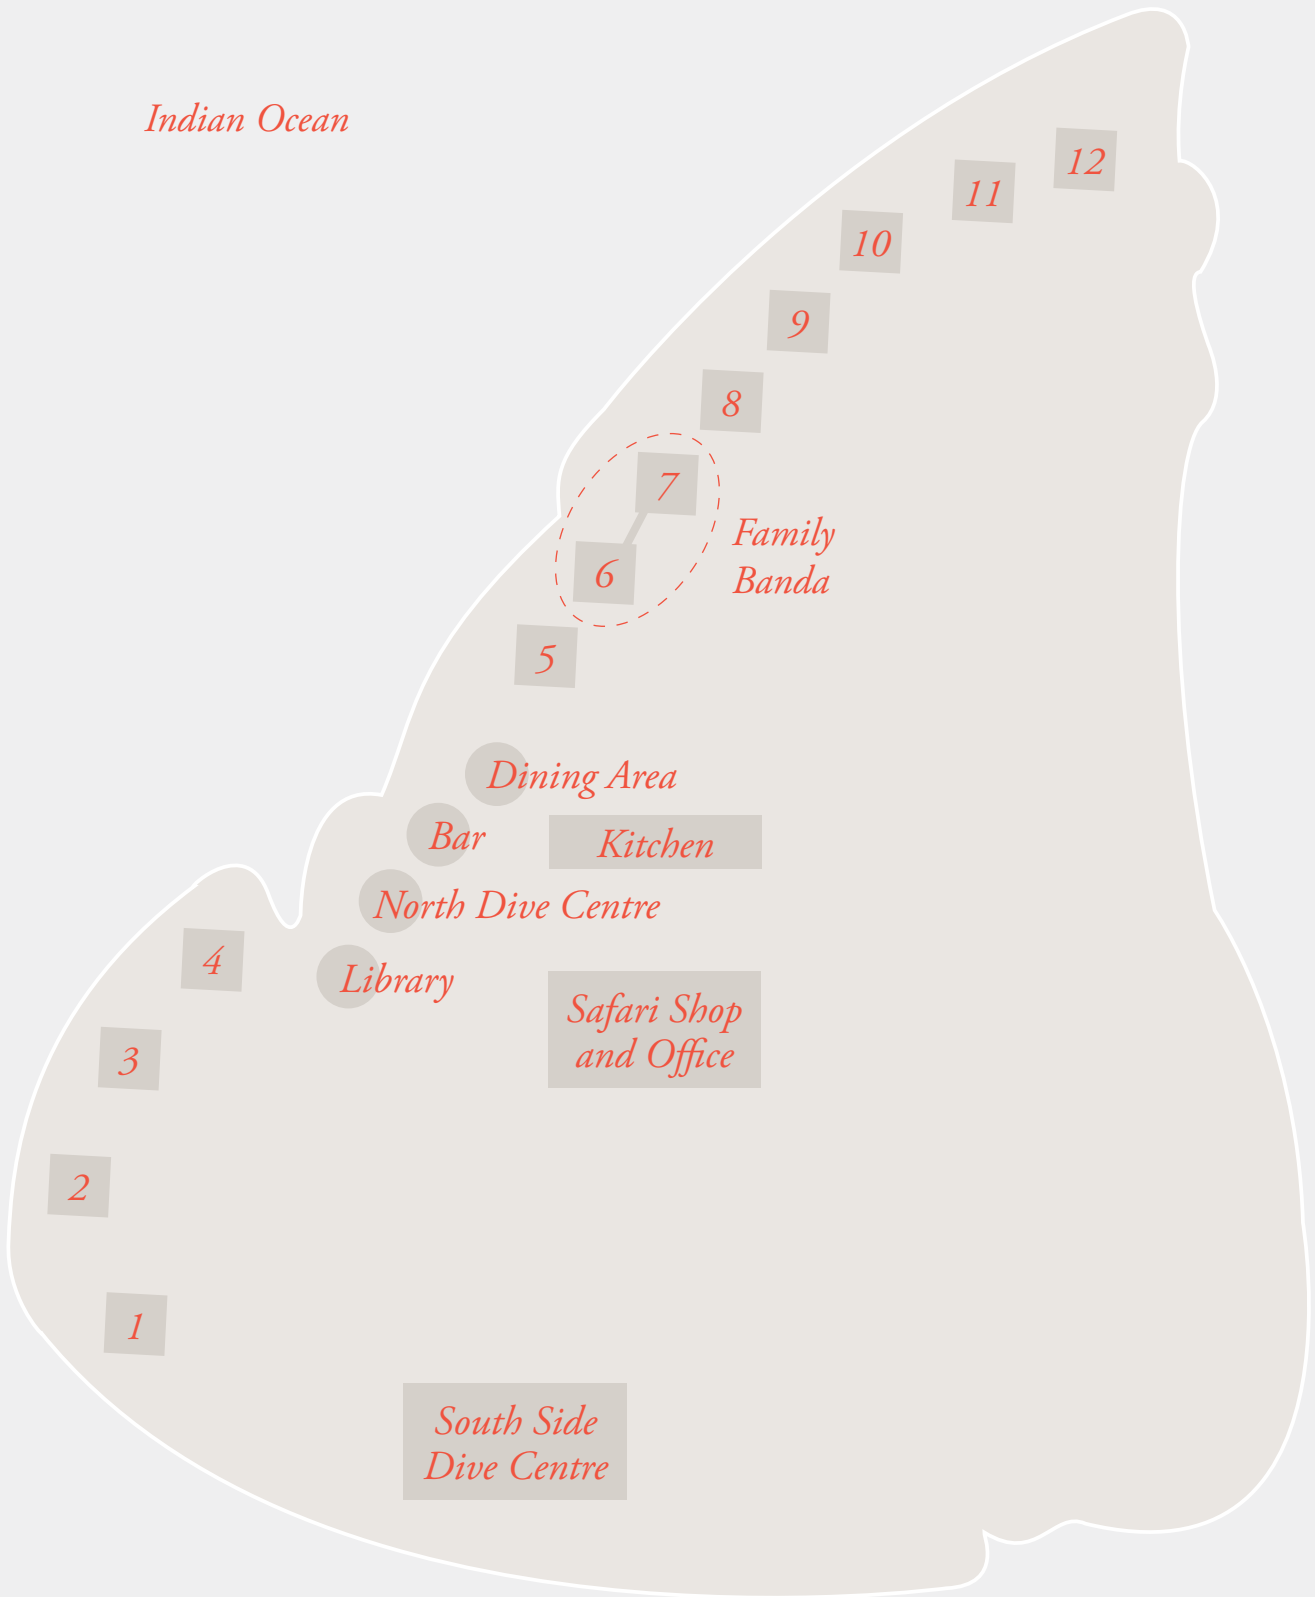 Indian Ocean
12
11
10
9
8
7
Family
Banda
6
5
Dining Area
Bar
Kitchen
North Dive Centre
4
Library
Safari Shop
and Office
3
2
1
South Side
Dive Centre